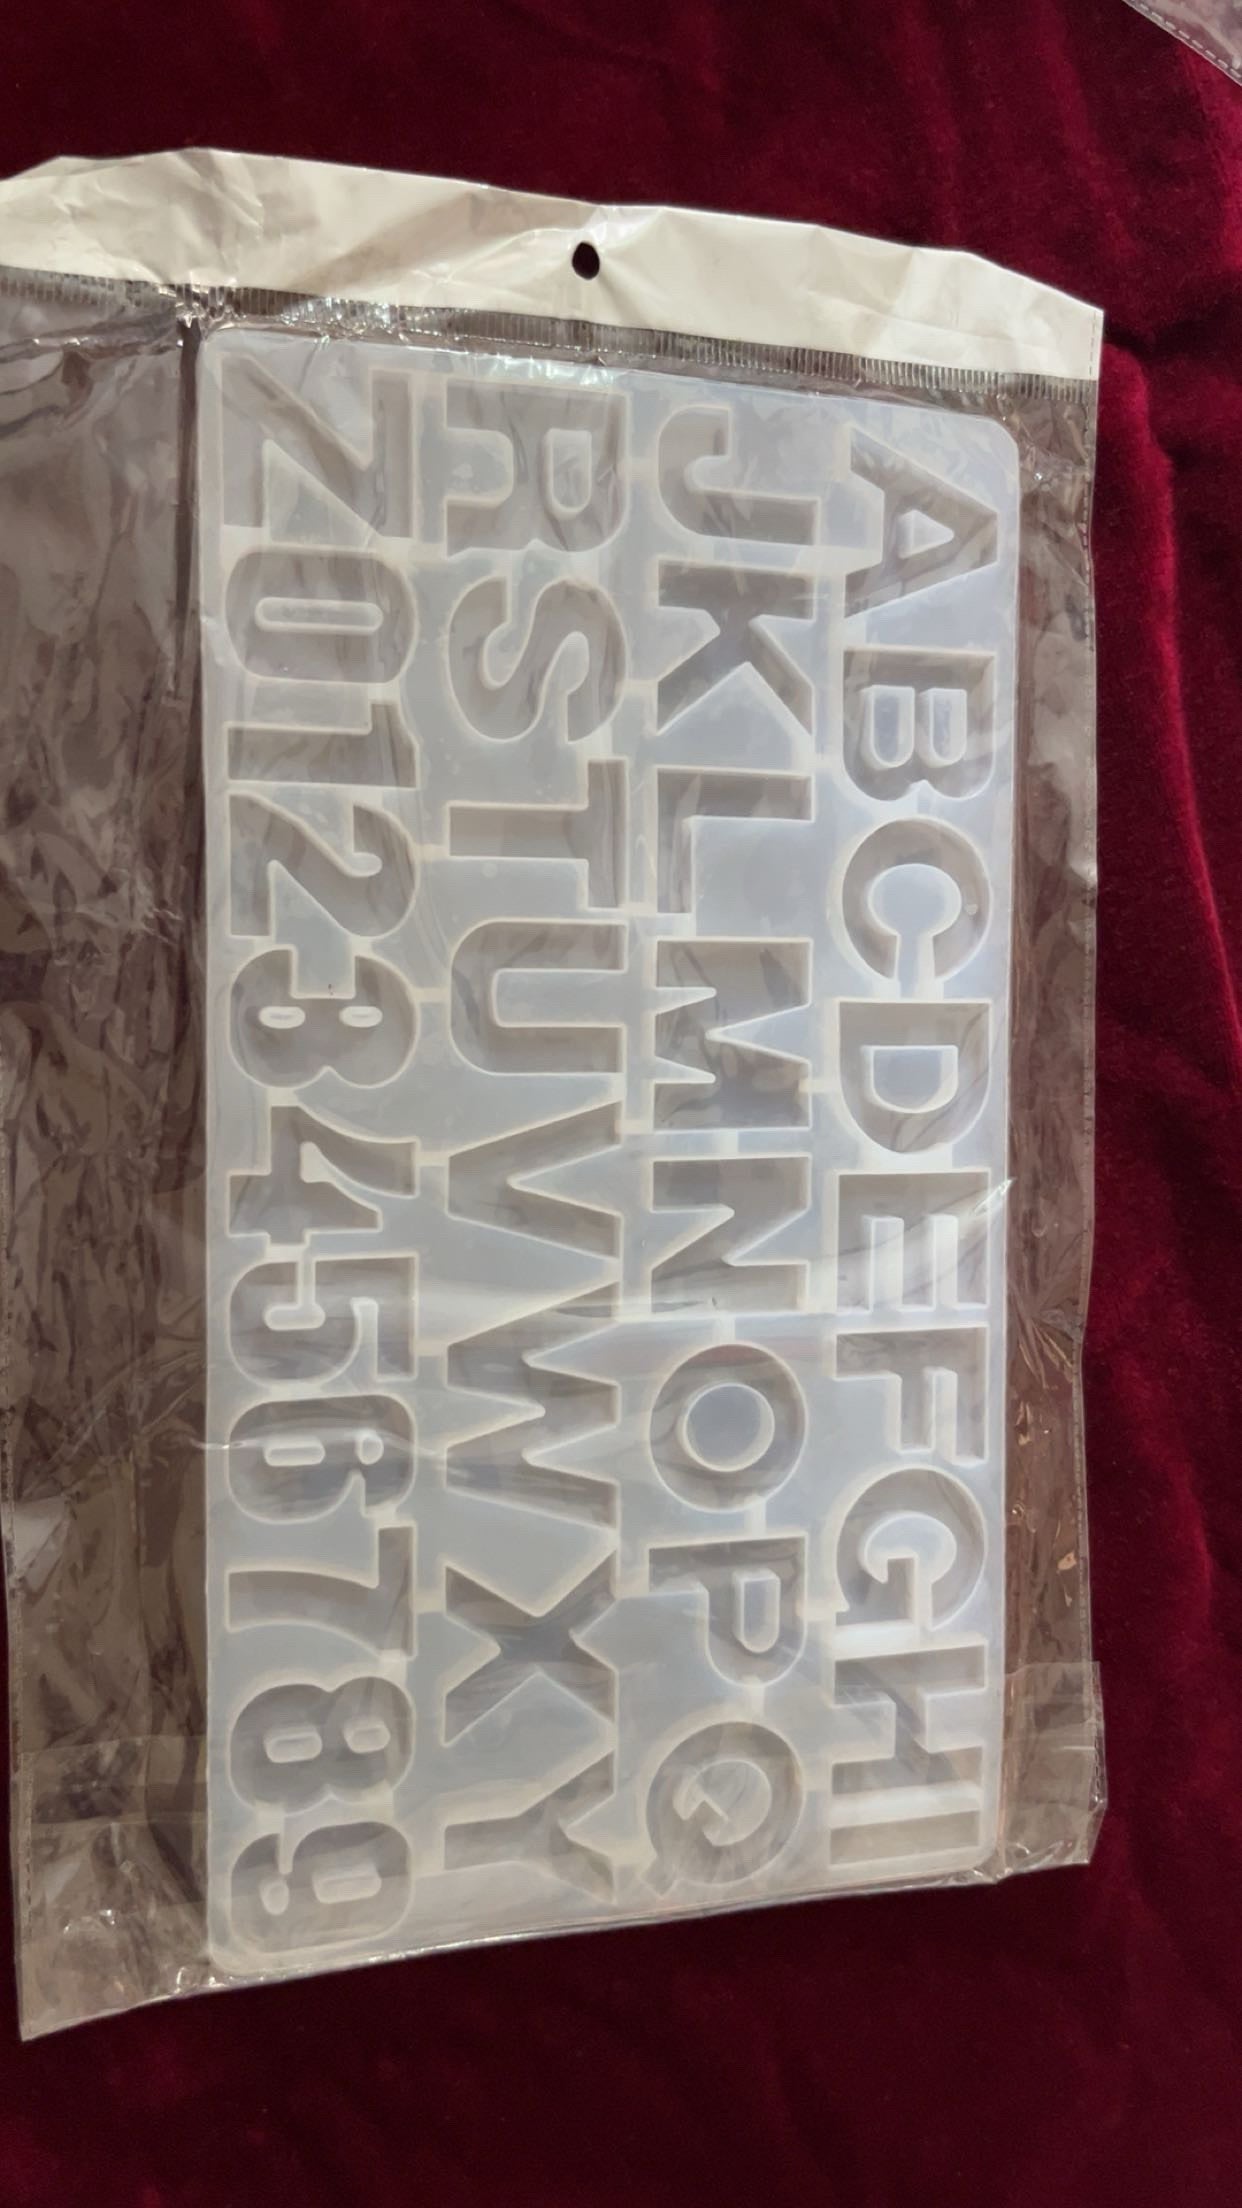 ABCDEFGHI
JKLMNOPQ
RSTUVWXY
Z0123456789